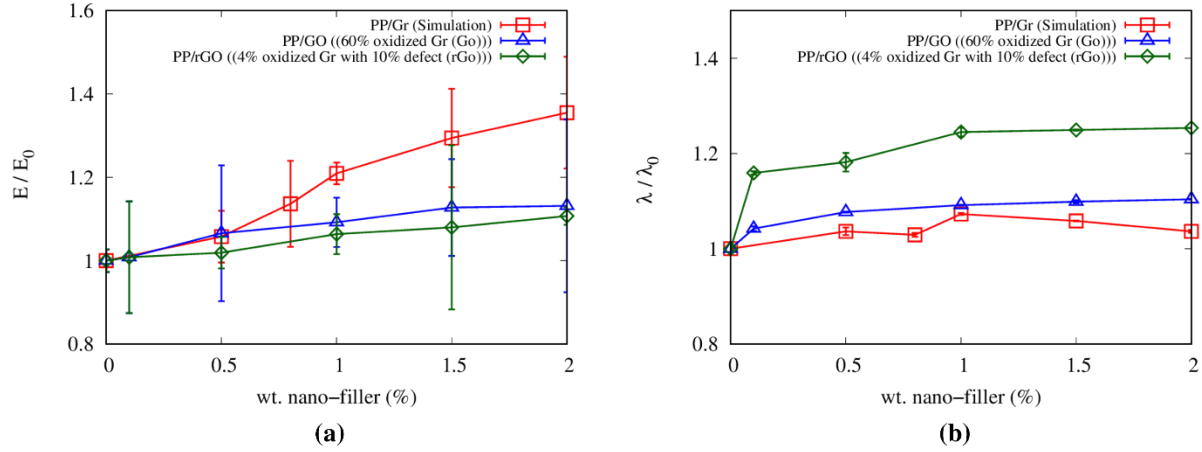 1.6
1.4
1.2
1
0.8
E / E0
PP/Gr (Simulation)
PP/GO ((60% oxidized Gr (Go)))
PP/rGO ((4% oxidized Gr with 10% defect (rGo)))
0 0.5 1 1.5 2
wt. nano−filler (%)
(a)
1.4
1.2
1
0.8
λ / λ0
PP/Gr (Simulation)
PP/GO ((60% oxidized Gr (Go)))
PP/rGO ((4% oxidized Gr with 10% defect (rGo)))
0 0.5 1 1.5 2
wt. nano−filler (%)
(b)